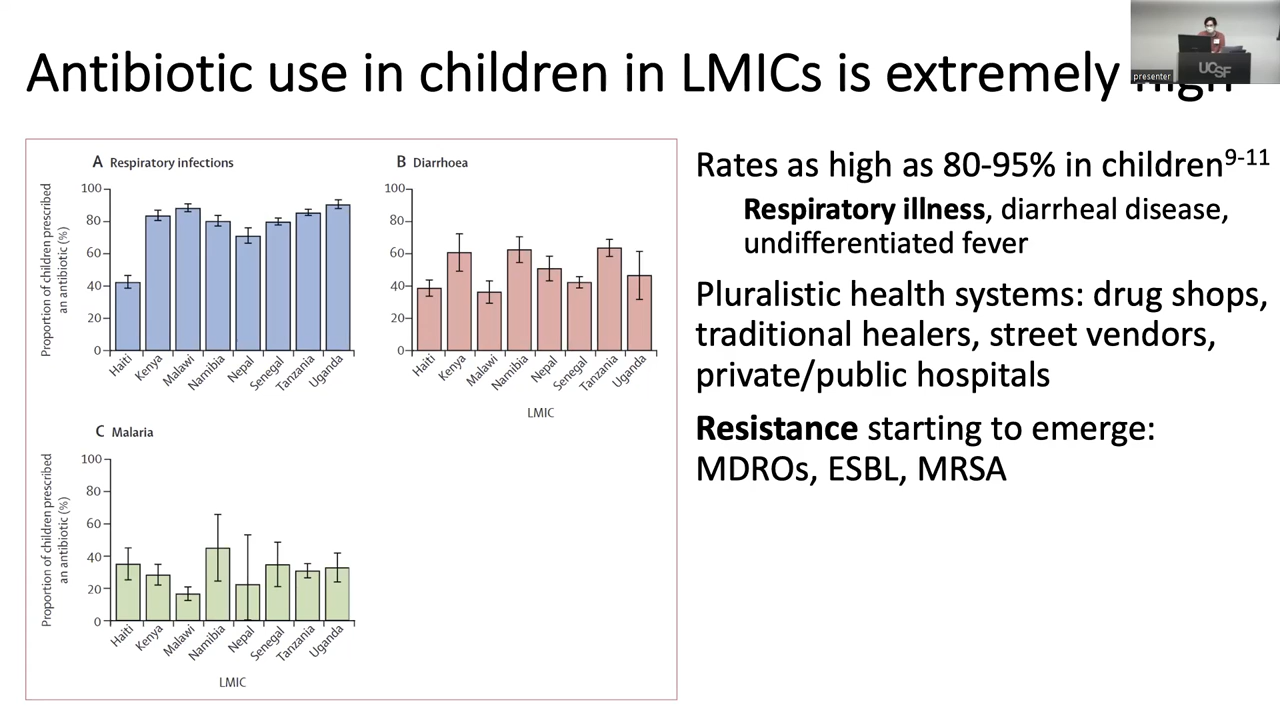 Antibiotic use in children in LMICs is extremely high
presenter
UCSF
A Respiratory infections
Proportion of children prescribed
an antibiotic (%)
100
80
60
40
20
0
Haiti
Kenya
Malawi
Namibia
Nepal
Senegal
Tanzania
Uganda
B Diarrhoea
100
80
60
40
20
0
Haiti
Kenya
Malawi
Namibia
Nepal
Senegal
Tanzania
Uganda
LMIC
C Malaria
Proportion of children prescribed
an antibiotic (%)
100
80
60
40
20
0
Haiti
Kenya
Malawi
Namibia
Nepal
Senegal
Tanzania
Uganda
LMIC
Rates as high as 80-95% in children9-11
Respiratory illness, diarrheal disease,
undifferentiated fever
Pluralistic health systems: drug shops,
traditional healers, street vendors,
private/public hospitals
Resistance starting to emerge:
MDROs, ESBL, MRSA